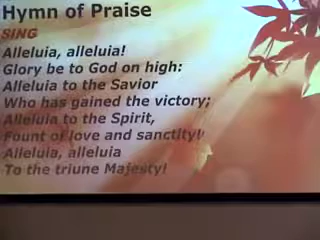 Hymn of Praise
SING
Alleluia, alleluia!
Glory be to God on high:
Alleluia to the Savior
Who has gained the victory;
Alleluia to the Spirit,
Fount of love and sanctity!
Alleluia, alleluia
To the triune Majesty!